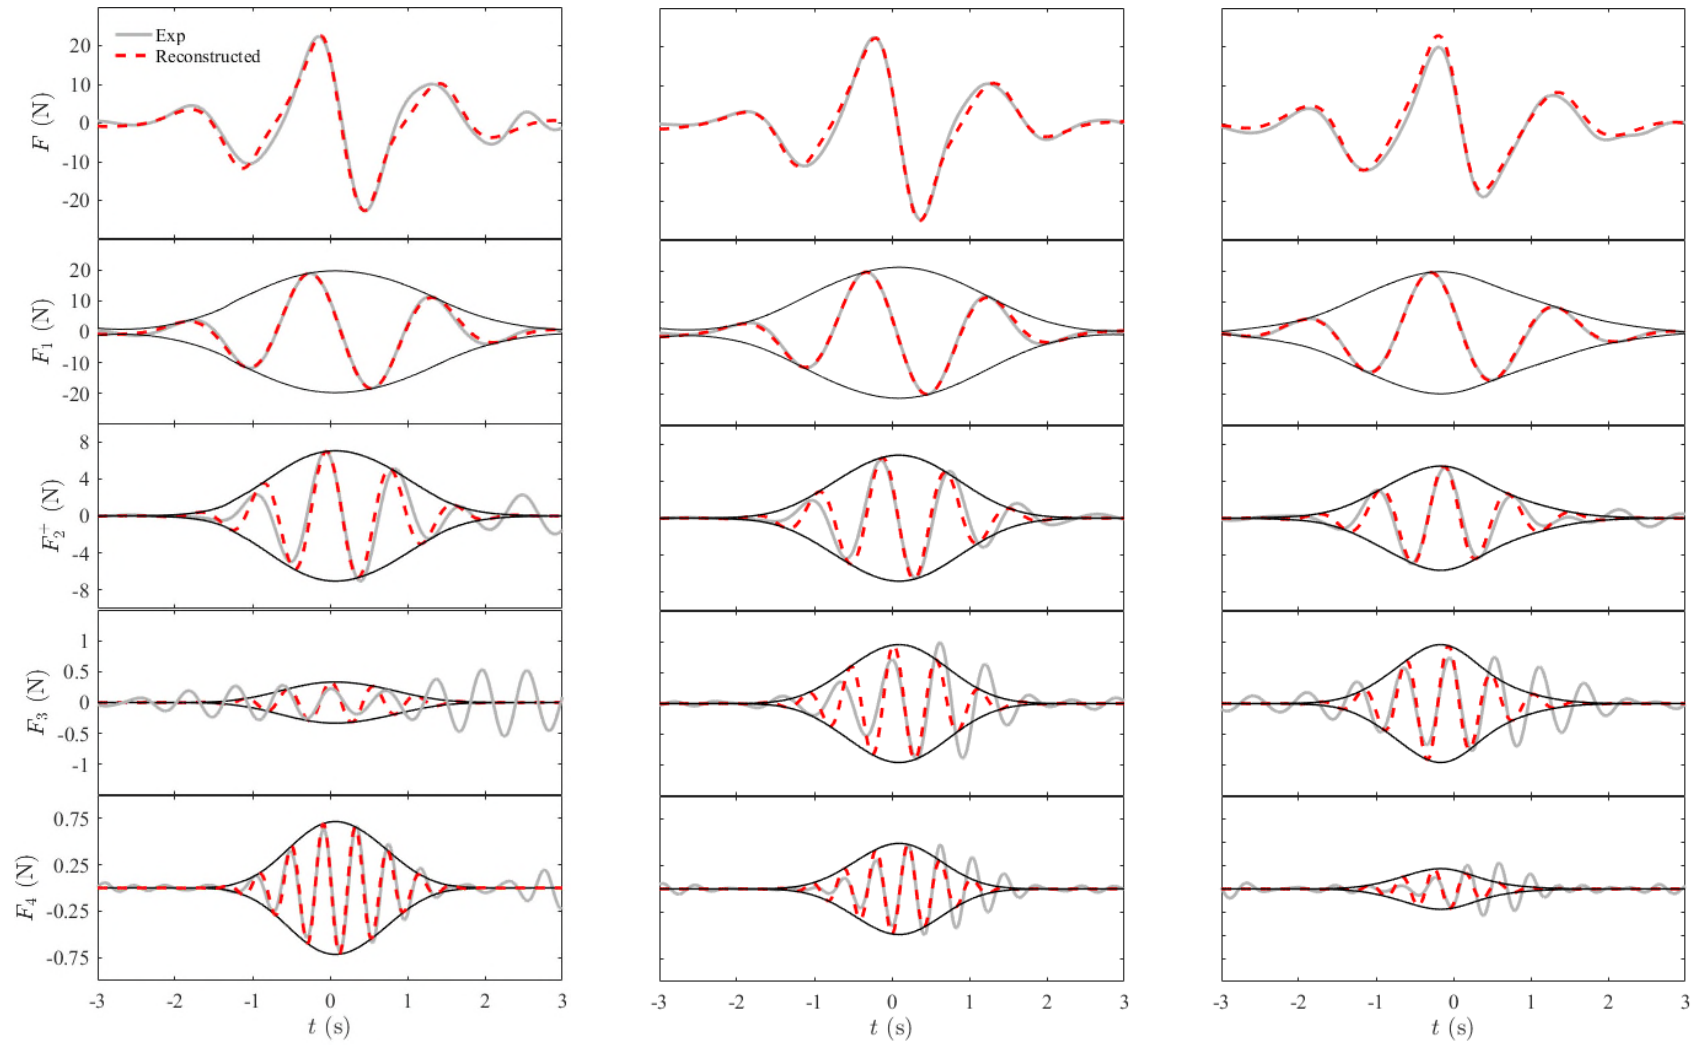 Exp
Reconstructed
F (N)
20
10
0
-10
-20
F₁ (N)
20
10
0
-10
-20
F₂⁺ (N)
8
4
0
-4
-8
F₃ (N)
1
0.5
0
-0.5
-1
F₄ (N)
0.75
0.25
-0.25
-0.75
-3 -2 -1 0 1 2 3
t (s)
-3 -2 -1 0 1 2 3
t (s)
-3 -2 -1 0 1 2 3
t (s)